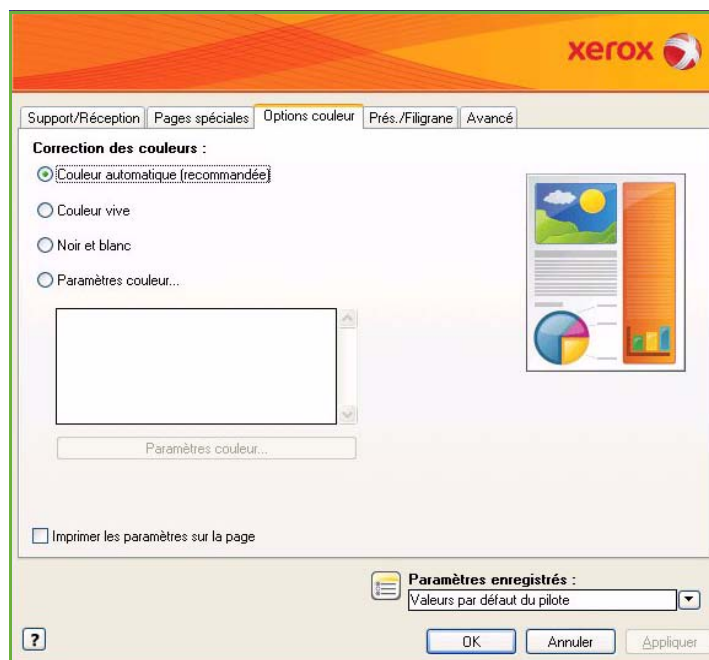 xerox
Support/Réception Pages spéciales Options couleur Prés./Filigrane Avancé
Correction des couleurs :
Couleur automatique (recommandée)
Couleur vive
Noir et blanc
Paramètres couleur...
Paramètres couleur...
Imprimer les paramètres sur la page
Paramètres enregistrés :
Valeurs par défaut du pilote
?
OK Annuler Appliquer